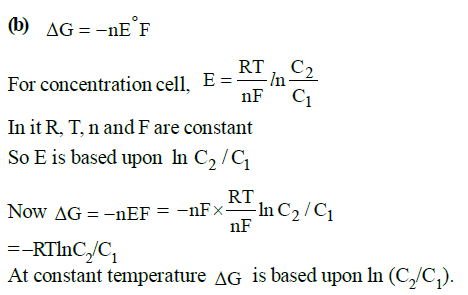 (b) ΔG = −nE°F
For concentration cell, E = RT/nF ln C₂/C₁
In it R, T, n and F are constant
So E is based upon ln C₂ / C₁
Now ΔG = −nEF = −nF× RT/nF ln C₂ / C₁
=−RTlnC₂/C₁
At constant temperature ΔG is based upon ln (C₂/C₁).